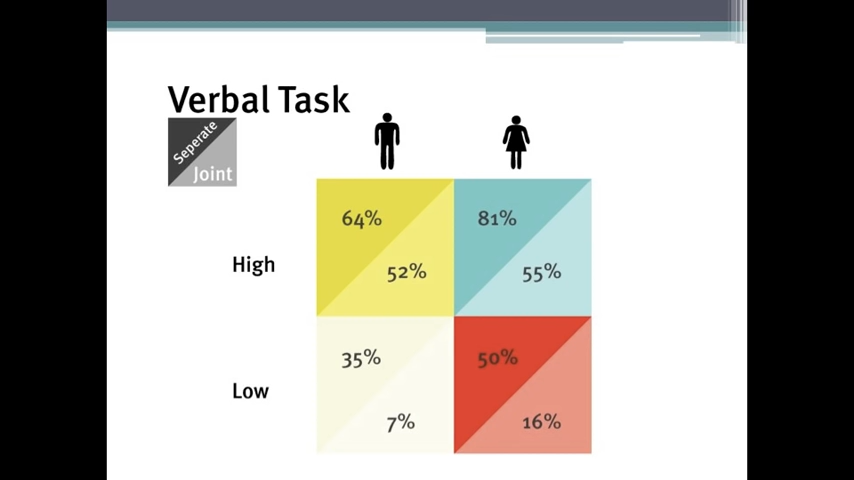 Verbal Task
Seperate
Joint
64%
81%
High
52%
55%
35%
50%
Low
7%
16%